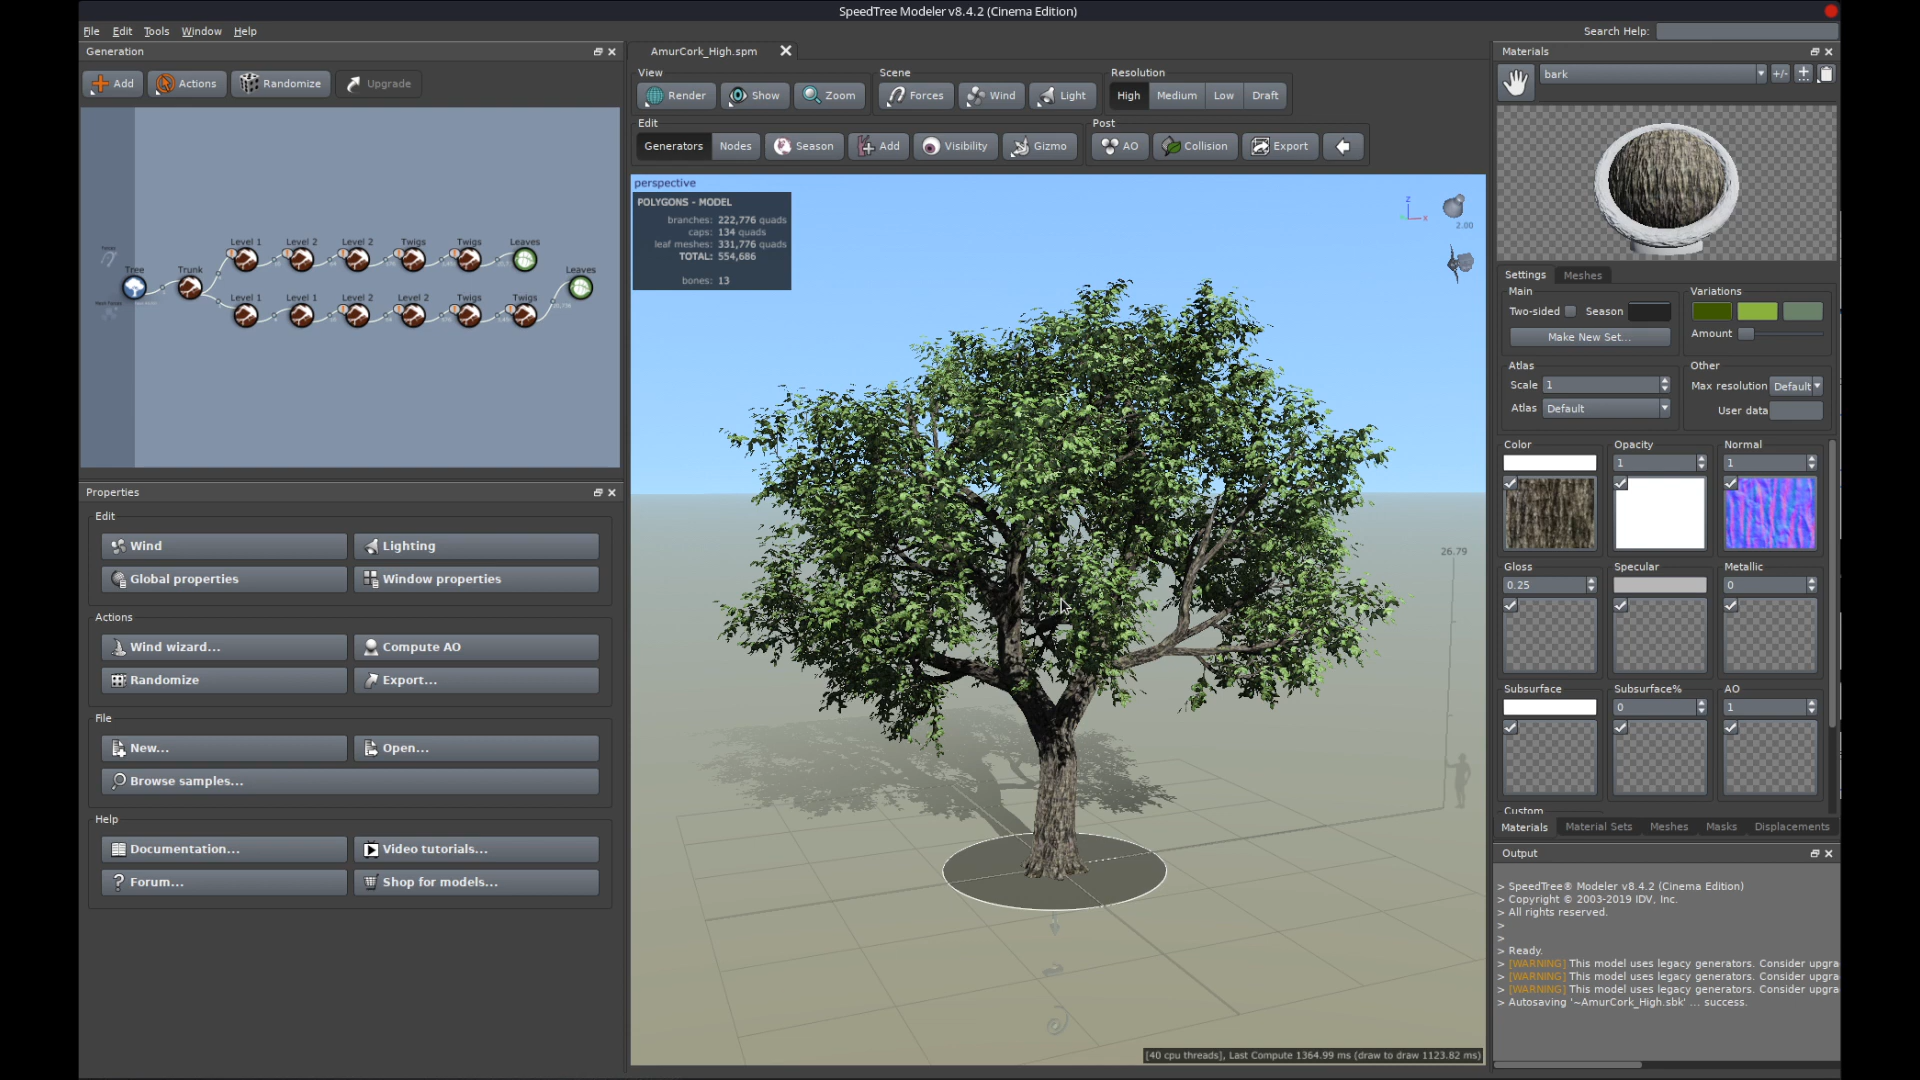 SpeedTree Modeler v8.4.2 (Cinema Edition)
File Edit Tools Window Help
Search Help:
Generation
Add Actions Randomize Upgrade
Tree
Trunk
Level 1 Level 2 Level 2 Twigs Twigs Leaves
Leaves
Level 1 Level 1 Level 2 Level 2 Twigs Twigs
Properties
Edit
Wind Lighting
Global properties Window properties
Actions
Wind wizard... Compute AO
Randomize Export...
File
New... Open...
Browse samples...
Help
Documentation... Video tutorials...
Forum... Shop for models...
AmurCork_High.spm
View Scene Resolution
Render Show Zoom Forces Wind Light High Medium Low Draft
Edit Post
Generators Nodes Season Add Visibility Gizmo AO Collision Export
perspective
POLYGONS - MODEL
branches: 222,776 quads
caps: 134 quads
leaf meshes: 331,776 quads
TOTAL: 554,686
bones: 13
z
x
2.00
26.79
[40 cpu threads], Last Compute 1364.99 ms (draw to draw 1123.82 ms)
Materials
bark +/-
Settings Meshes
Main Variations
Two-sided Season
Make New Set...
Amount
Atlas Other
Scale 1 Max resolution Default
Atlas Default User data
Color Opacity Normal
1 1
Gloss Specular Metallic
0.25 0
Subsurface Subsurface% AO
0 1
Custom
Materials Material Sets Meshes Masks Displacements
Output
> SpeedTree® Modeler v8.4.2 (Cinema Edition)
> Copyright © 2003-2019 IDV, Inc.
> All rights reserved.
>
>
> Ready.
> [WARNING] This model uses legacy generators. Consider upgra
> [WARNING] This model uses legacy generators. Consider upgra
> [WARNING] This model uses legacy generators. Consider upgra
> Autosaving '~AmurCork_High.sbk' ... success.